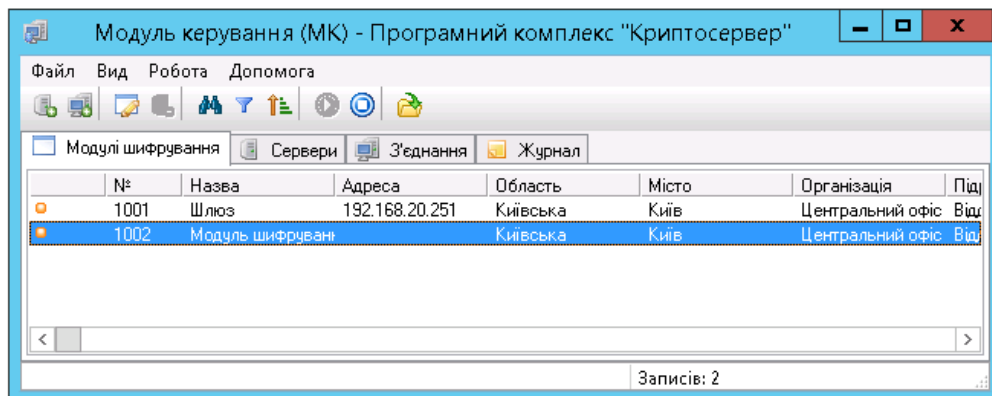 Модуль керування (МК) - Програмний комплекс "Криптосервер"
Файл Вид Робота Допомога
Модулі шифрування Сервери З'єднання Журнал
№ Назва Адреса Область Місто Організація
1001 Шлюз 192.168.20.251 Київська Київ Центральний офіс
1002 Модуль Київська Київ Центральний офіс
Записів: 2